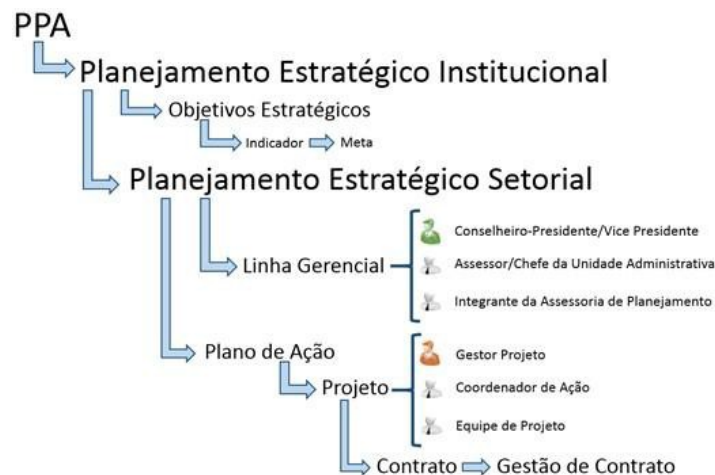 PPA
Planejamento Estratégico Institucional
Objetivos Estratégicos
Indicador
Meta
Planejamento Estratégico Setorial
Linha Gerencial
Conselheiro-Presidente/Vice Presidente
Assessor/Chefe da Unidade Administrativa
Integrante da Assessoria de Planejamento
Plano de Ação
Projeto
Gestor Projeto
Coordenador de Ação
Equipe de Projeto
Contrato
Gestão de Contrato